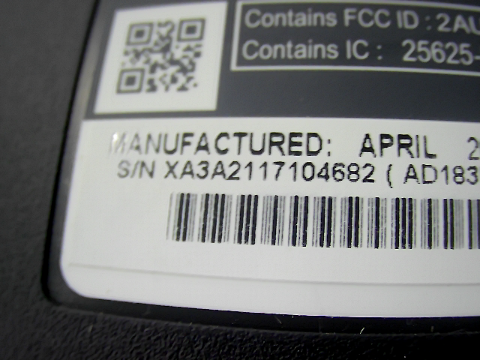 Contains FCC ID : 2AU
Contains IC : 25625-
MANUFACTURED: APRIL 2
S/N XA3A2117104682 ( AD183